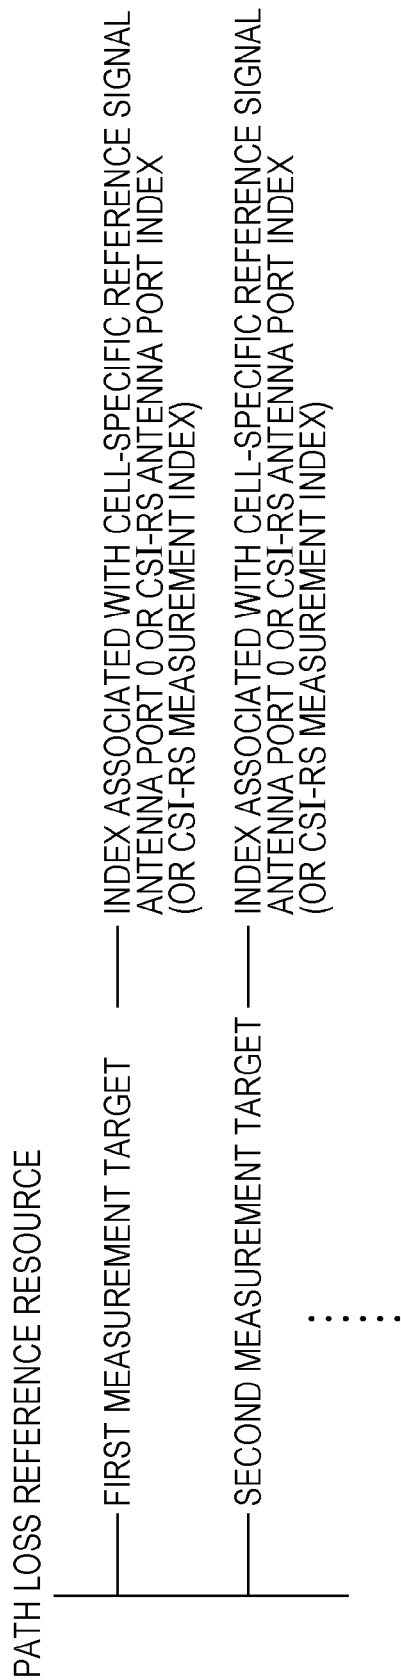 PATH LOSS REFERENCE RESOURCE
FIRST MEASUREMENT TARGET
INDEX ASSOCIATED WITH CELL-SPECIFIC REFERENCE SIGNAL
ANTENNA PORT 0 OR CSI-RS ANTENNA PORT INDEX
(OR CSI-RS MEASUREMENT INDEX)
SECOND MEASUREMENT TARGET
INDEX ASSOCIATED WITH CELL-SPECIFIC REFERENCE SIGNAL
ANTENNA PORT 0 OR CSI-RS ANTENNA PORT INDEX
(OR CSI-RS MEASUREMENT INDEX)